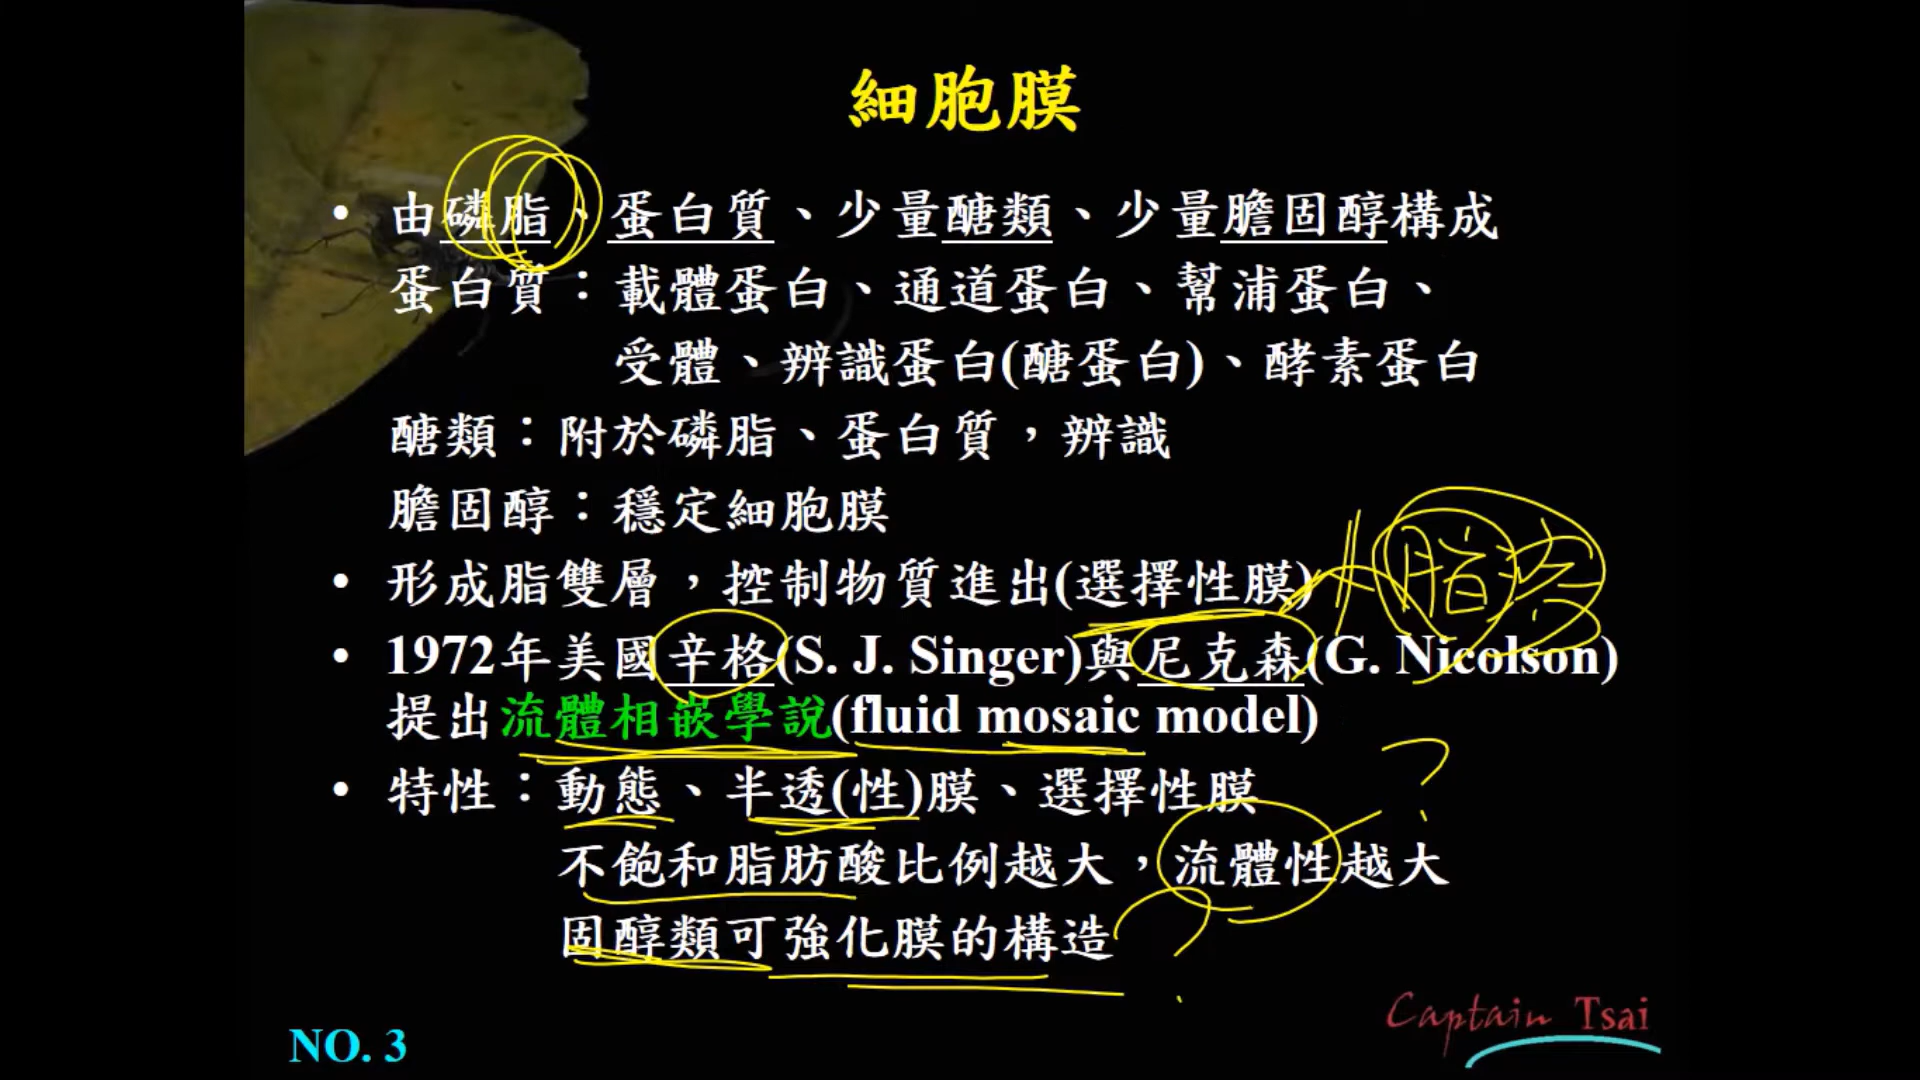 細胞膜
• 由磷脂、蛋白質、少量醣類、少量膽固醇構成
蛋白質：載體蛋白、通道蛋白、幫浦蛋白、
受體、辨識蛋白(醣蛋白)、酵素蛋白
醣類：附於磷脂、蛋白質，辨識
膽固醇：穩定細胞膜
• 形成脂雙層，控制物質進出(選擇性膜)
• 1972年美國辛格(S. J. Singer)與尼克森(G. Nicolson)
提出流體相嵌學說(fluid mosaic model)
• 特性：動態、半透(性)膜、選擇性膜
不飽和脂肪酸比例越大，流體性越大
固醇類可強化膜的構造
脂
?
?
NO. 3
Captain Tsai